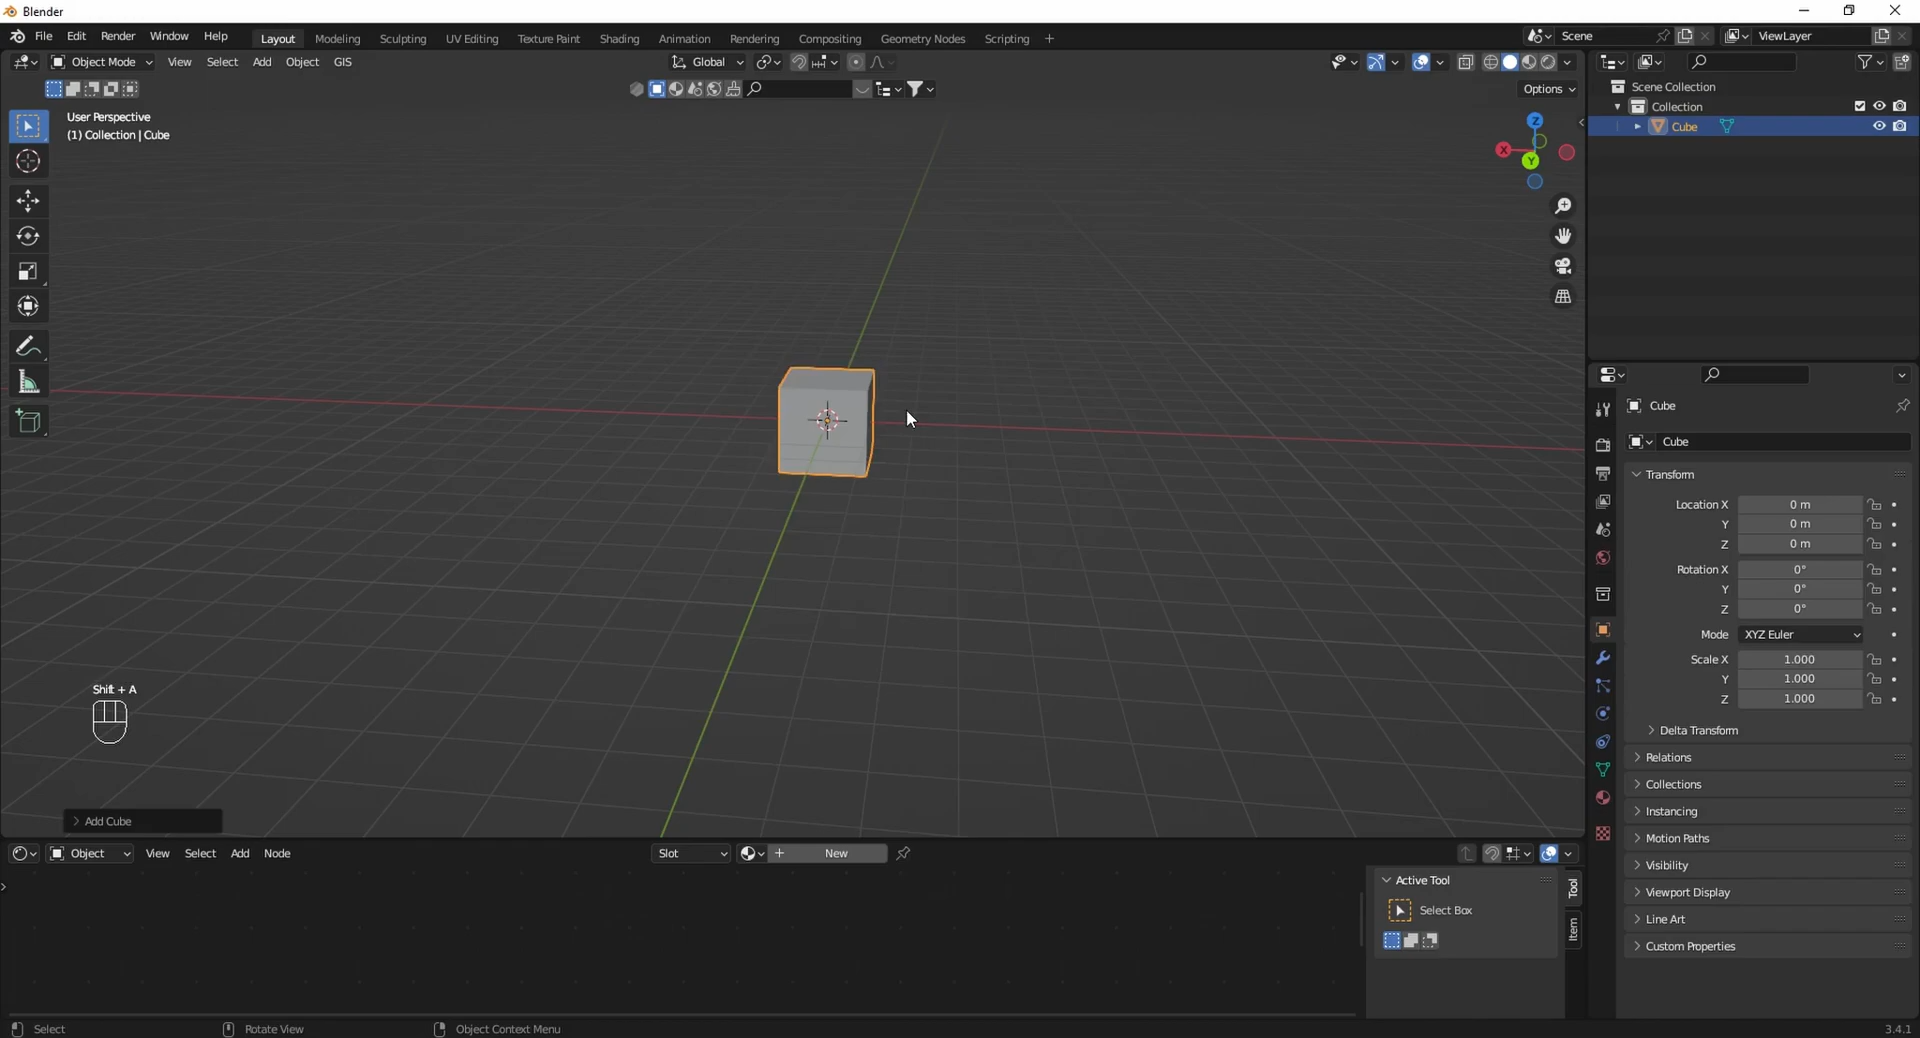 Blender
File Edit Render Window Help Layout Modeling Sculpting UV Editing Texture Paint Shading Animation Rendering Compositing Geometry Nodes Scripting + Scene ViewLayer
Object Mode View Select Add Object GIS Global
Options
User Perspective
(1) Collection | Cube
Z
X
Y
Scene Collection
Collection
Cube
Cube
Cube
Transform
Location X 0 m
Y 0 m
Z 0 m
Rotation X 0°
Y 0°
Z 0°
Mode XYZ Euler
Scale X 1.000
Y 1.000
Z 1.000
Delta Transform
Relations
Collections
Instancing
Motion Paths
Visibility
Viewport Display
Line Art
Custom Properties
Shift + A
Add Cube
Object View Select Add Node Slot New
Active Tool
Select Box
Tool
Item
Select Rotate View Object Context Menu 3.4.1